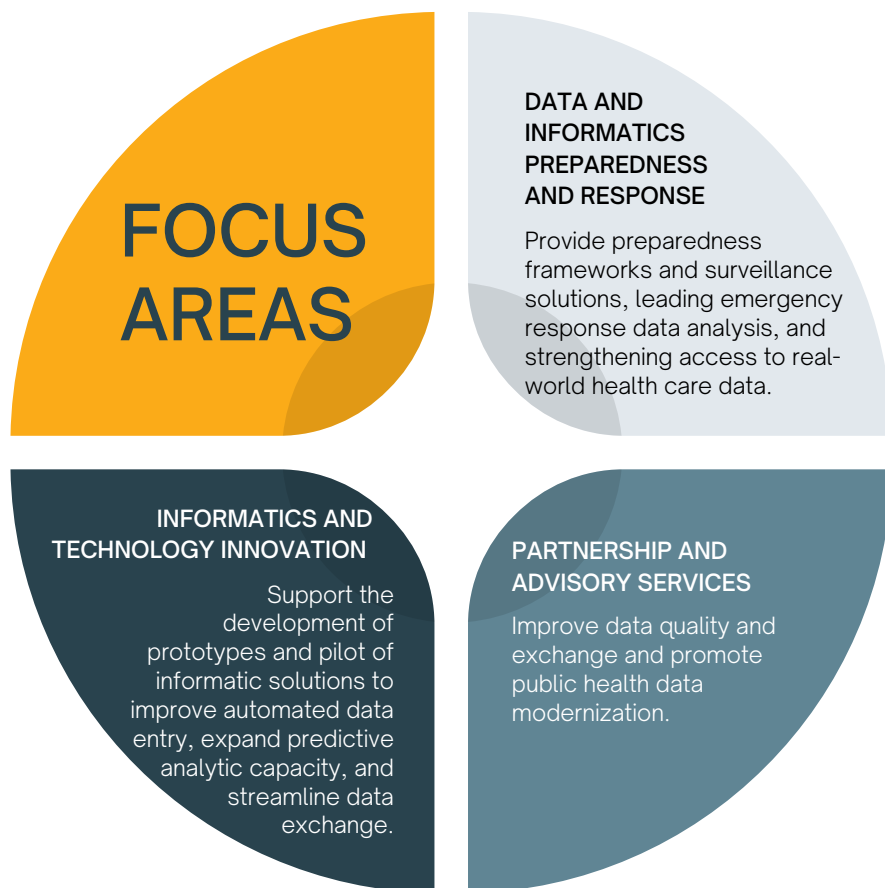 FOCUS
AREAS
DATA AND
INFORMATICS
PREPAREDNESS
AND RESPONSE
Provide preparedness
frameworks and surveillance
solutions, leading emergency
response data analysis, and
strengthening access to real-
world health care data.
INFORMATICS AND
TECHNOLOGY INNOVATION
Support the
development of
prototypes and pilot of
informatic solutions to
improve automated data
entry, expand predictive
analytic capacity, and
streamline data
exchange.
PARTNERSHIP AND
ADVISORY SERVICES
Improve data quality and
exchange and promote
public health data
modernization.